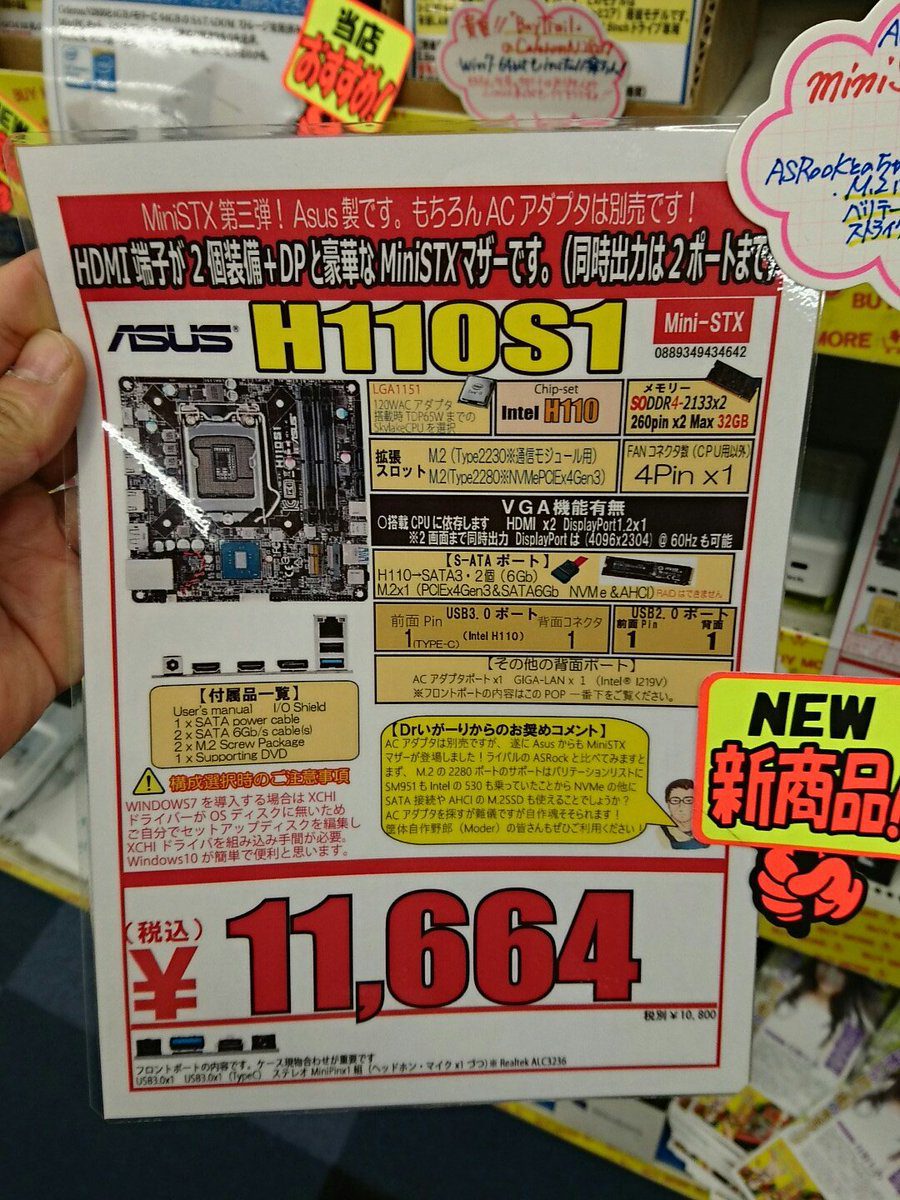 当店
おすすめ!
MiniSTX 第三弾！Asus 製です。もちろん AC アダプタは別売です！
HDMI 端子が2個装備＋DPと豪華な MiniSTX マザーです。（同時出力は2ポートまで
ASUS H110S1
Mini-STX
0889349434642
LGA1151
120WAC アダプタ
搭載時 TDP65W までの
SkylakeCPU を選択
Chip-set
Intel H110
メモリー
SODDR4-2133x2
260pin x2 Max 32GB
拡張
スロット
M.2（Type2230※通信モジュール用）
M.2(Type2280※NVMePCIEx4Gen3)
FAN コネクタ数（CPU用以外）
4Pin x1
VGA機能有無
○搭載 CPU に依存します HDMI x2 DisplayPort1.2x1
※2画面まで同時出力 DisplayPort は（4096x2304）@ 60Hz も可能
【S-ATA ポート】
H110→SATA3・2個（6Gb）
M.2x1（PCIEx4Gen3＆SATA6Gb NVMe＆AHCI）RAID はできません
USB3.0 ポート
前面 Pin 1(TYPE-C) (Intel H110) 背面コネクタ 1
USB2.0 ポート
前面 Pin 1 背面 1
【その他の背面ポート】
AC アダプタポート x1 GIGA-LAN x 1 （Intel® I219V）
※フロントポートの内容はこの POP 一番下をご覧ください。
【付属品一覧】
User's manual I/O Shield
1 x SATA power cable
2 x SATA 6Gb/s cable(s)
2 x M.2 Screw Package
1 x Supporting DVD
構成選択時のご注意事項
WINDOWS7 を導入する場合は XCHI
ドライバーが OS ディスクに無いため
ご自分でセットアップディスクを編集し
XCHI ドライバを組み込み手間が必要。
Windows10 が簡単で便利と思います。
【Drいがーりからのお奨めコメント】
AC アダプタは別売ですが、遂に Asus からも MiniSTX
マザーが登場しました！ライバルの ASRock と比べてみますと
まず、M.2 の 2280 ポートのサポートはバリテーションリストに
SM951 も Intel の 530 も乗っていたことから NVMe の他に
SATA 接続や AHCI の M.2SSD も使えることでしょうか？
AC アダプタを探すが難儀ですが自作魂そそられます！
筐体自作野郎（Moder）の皆さんもぜひご利用ください！
NEW
新商品!
（税込）
¥11,664
税別 ¥10,800
フロントポートの内容です。ケース現物合わせが重要です
USB3.0x1 USB3.0x1（TypeC） ステレオ MiniPinx1 組（ヘッドホン・マイク x1 づつ）※ Realtek ALC3236